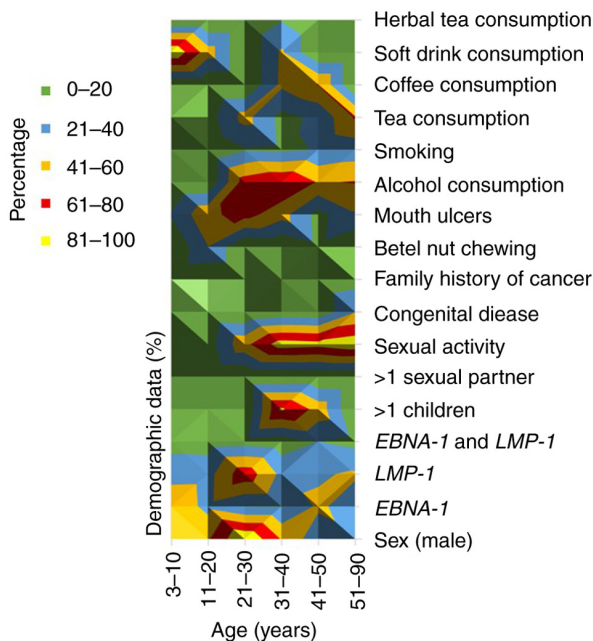 Herbal tea consumption
Soft drink consumption
Coffee consumption
Tea consumption
Smoking
Alcohol consumption
Mouth ulcers
Betel nut chewing
Family history of cancer
Congenital disease
Sexual activity
>1 sexual partner
>1 children
EBNA-1 and LMP-1
LMP-1
EBNA-1
Sex (male)
Percentage
0–20
21–40
41–60
61–80
81–100
Demographic data (%)
3–10
11–20
21–30
31–40
41–50
51–90
Age (years)